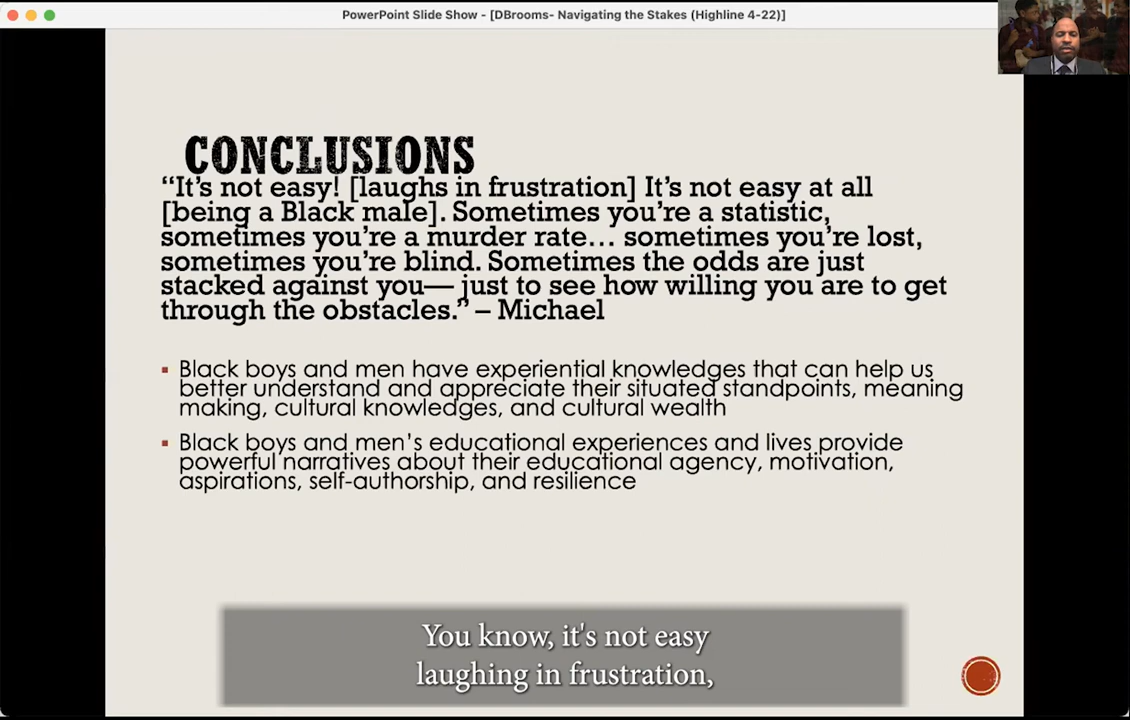 PowerPoint Slide Show - [DBrooms- Navigating the Stakes (Highline 4-22)]
CONCLUSIONS
“It’s not easy! [laughs in frustration] It’s not easy at all
[being a Black male]. Sometimes you’re a statistic,
sometimes you’re a murder rate… sometimes you’re lost,
sometimes you’re blind. Sometimes the odds are just
stacked against you— just to see how willing you are to get
through the obstacles.” – Michael
▪ Black boys and men have experiential knowledges that can help us
better understand and appreciate their situated standpoints, meaning
making, cultural knowledges, and cultural wealth
▪ Black boys and men’s educational experiences and lives provide
powerful narratives about their educational agency, motivation,
aspirations, self-authorship, and resilience
You know, it's not easy
laughing in frustration,